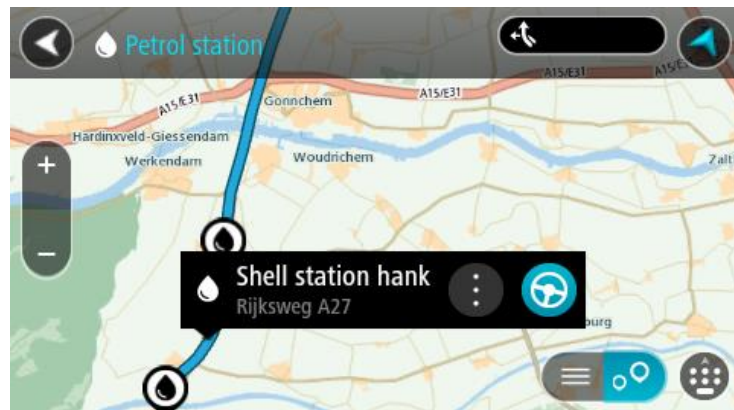 Petrol station
A15/E31
A15/E31
A15/E31
A15/E31
Gonnchem
Hardinxveld-Giessendam
Werkendam
Woudrichem
Zalt
+
−
Shell station hank
Rijksweg A27
burg